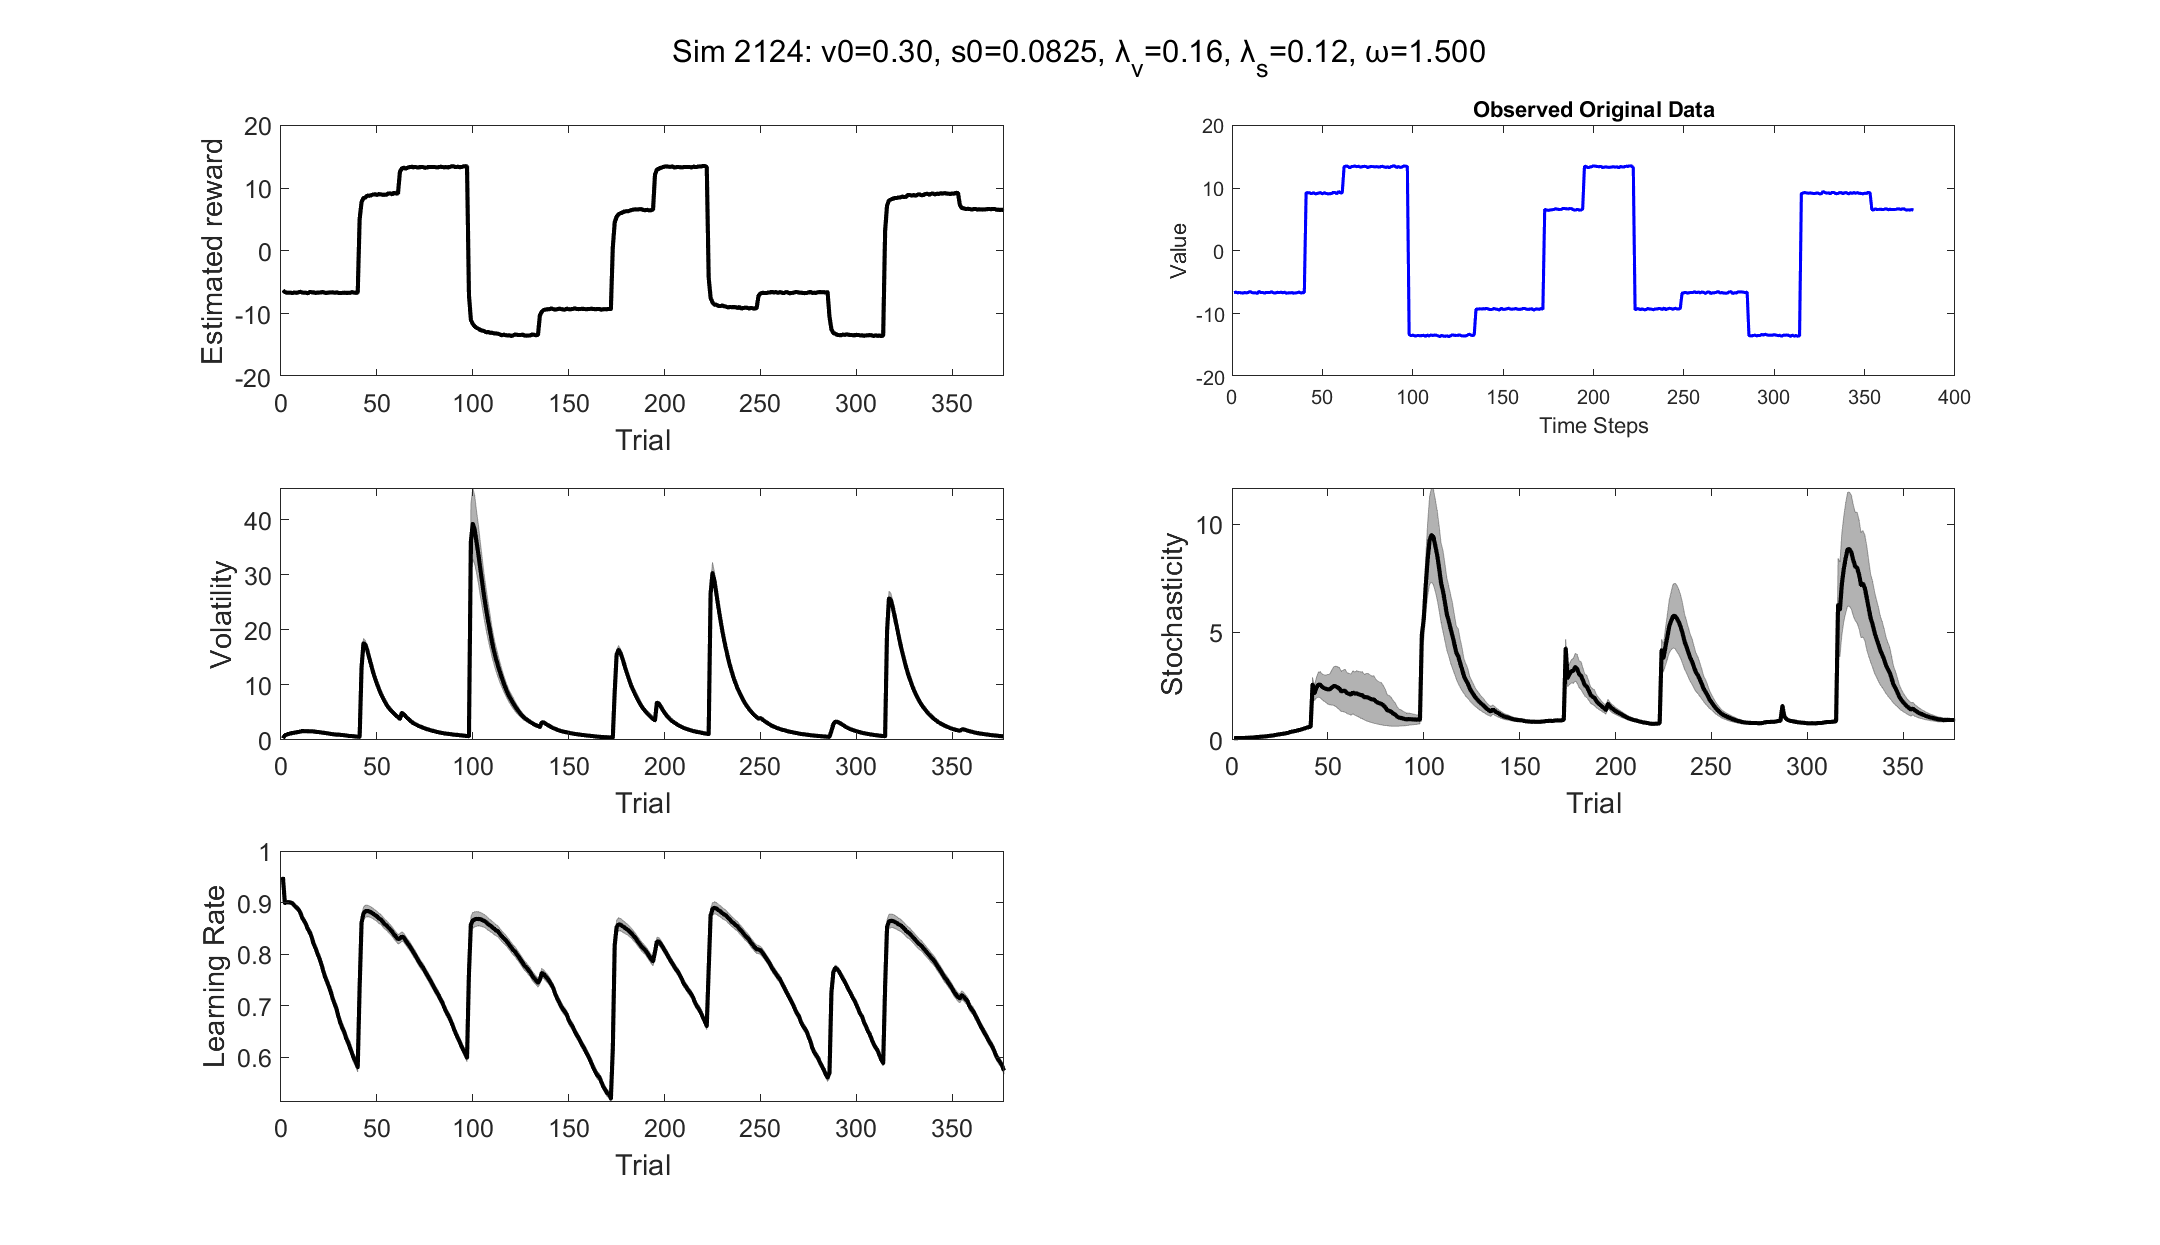 Sim 2124: v0=0.30, s0=0.0825, λv=0.16, λs=0.12, ω=1.500
Estimated reward
20
10
0
-10
-20
0 50 100 150 200 250 300 350
Trial
Observed Original Data
Value
20
10
0
-10
-20
0 50 100 150 200 250 300 350 400
Time Steps
Volatility
40
30
20
10
0
0 50 100 150 200 250 300 350
Trial
Stochasticity
10
5
0
0 50 100 150 200 250 300 350
Trial
Learning Rate
1
0.9
0.8
0.7
0.6
0 50 100 150 200 250 300 350
Trial